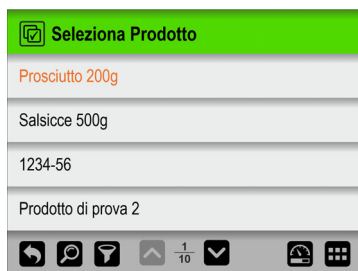 Seleziona Prodotto
Prosciutto 200g
Salsicce 500g
1234-56
Prodotto di prova 2
1
10